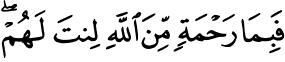 فَبِمَا رَحْمَةٍ مِّنَ ٱللَّهِ لِنتَ لَهُمْ ۖ